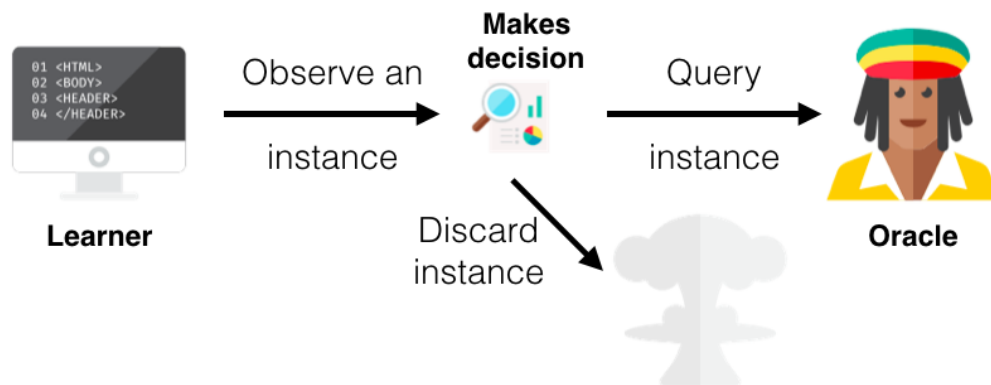 01 <HTML>
02 <BODY>
03 <HEADER>
04 </HEADER>
Learner
Observe an
instance
Makes
decision
Discard
instance
Query
instance
Oracle